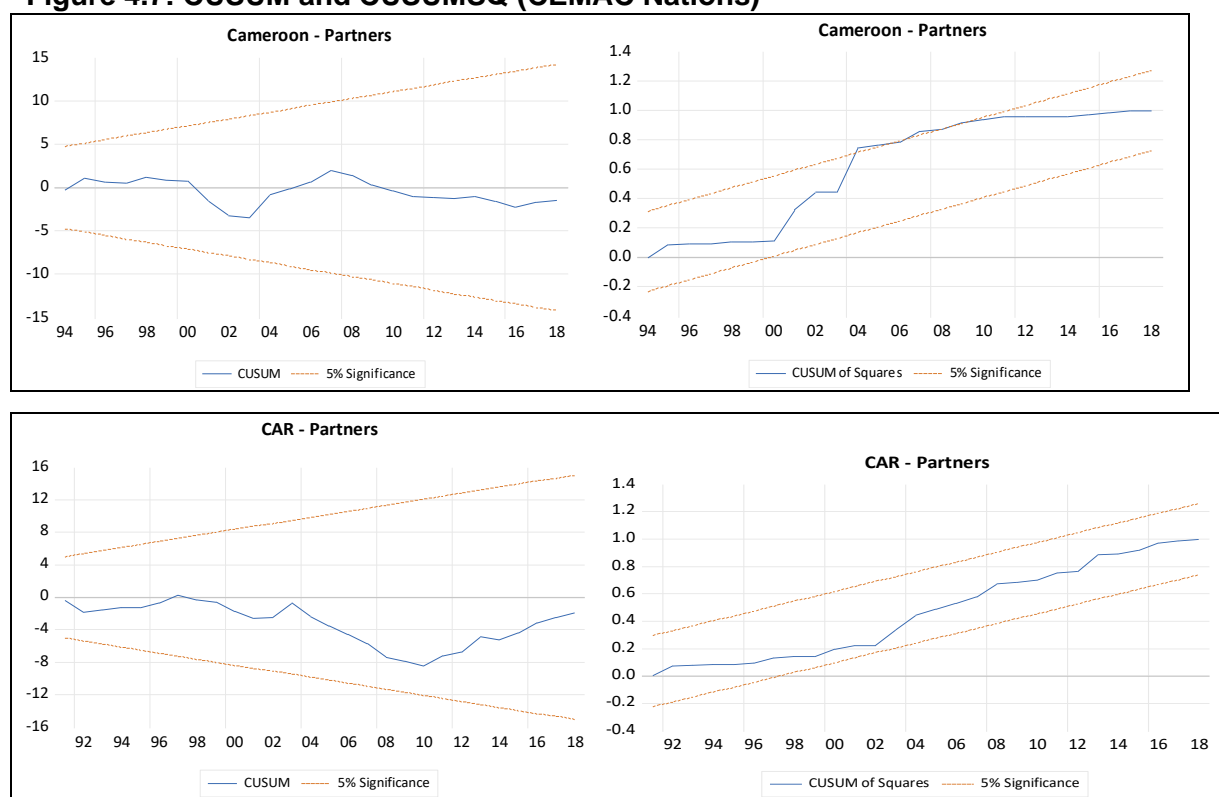 Figure 4.7: CUSUM and CUSUMSQ (CEMAC Nations)
Cameroon - Partners
15
10
5
0
-5
-10
-15
94 96 98 00 02 04 06 08 10 12 14 16 18
CUSUM 5% Significance
Cameroon - Partners
1.4
1.2
1.0
0.8
0.6
0.4
0.2
0.0
-0.2
-0.4
94 96 98 00 02 04 06 08 10 12 14 16 18
CUSUM of Squares 5% Significance
CAR - Partners
16
12
8
4
0
-4
-8
-12
-16
92 94 96 98 00 02 04 06 08 10 12 14 16 18
CUSUM 5% Significance
CAR - Partners
1.4
1.2
1.0
0.8
0.6
0.4
0.2
0.0
-0.2
-0.4
92 94 96 98 00 02 04 06 08 10 12 14 16 18
CUSUM of Squares 5% Significance